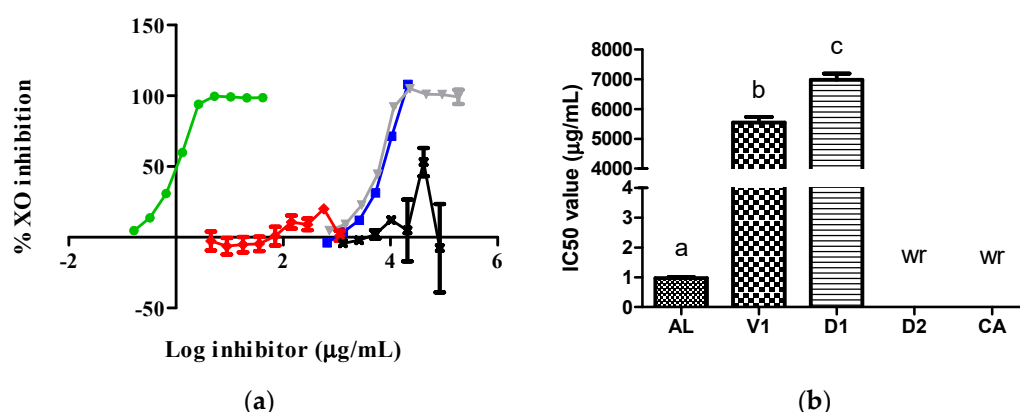 % XO inhibition
150
100
50
0
-50
-2
2
4
6
Log inhibitor (μg/mL)
(a)
IC50 value (μg/mL)
8000
7000
6000
5000
4000
4
3
2
1
0
a
b
c
wr
wr
AL V1 D1 D2 CA
(b)